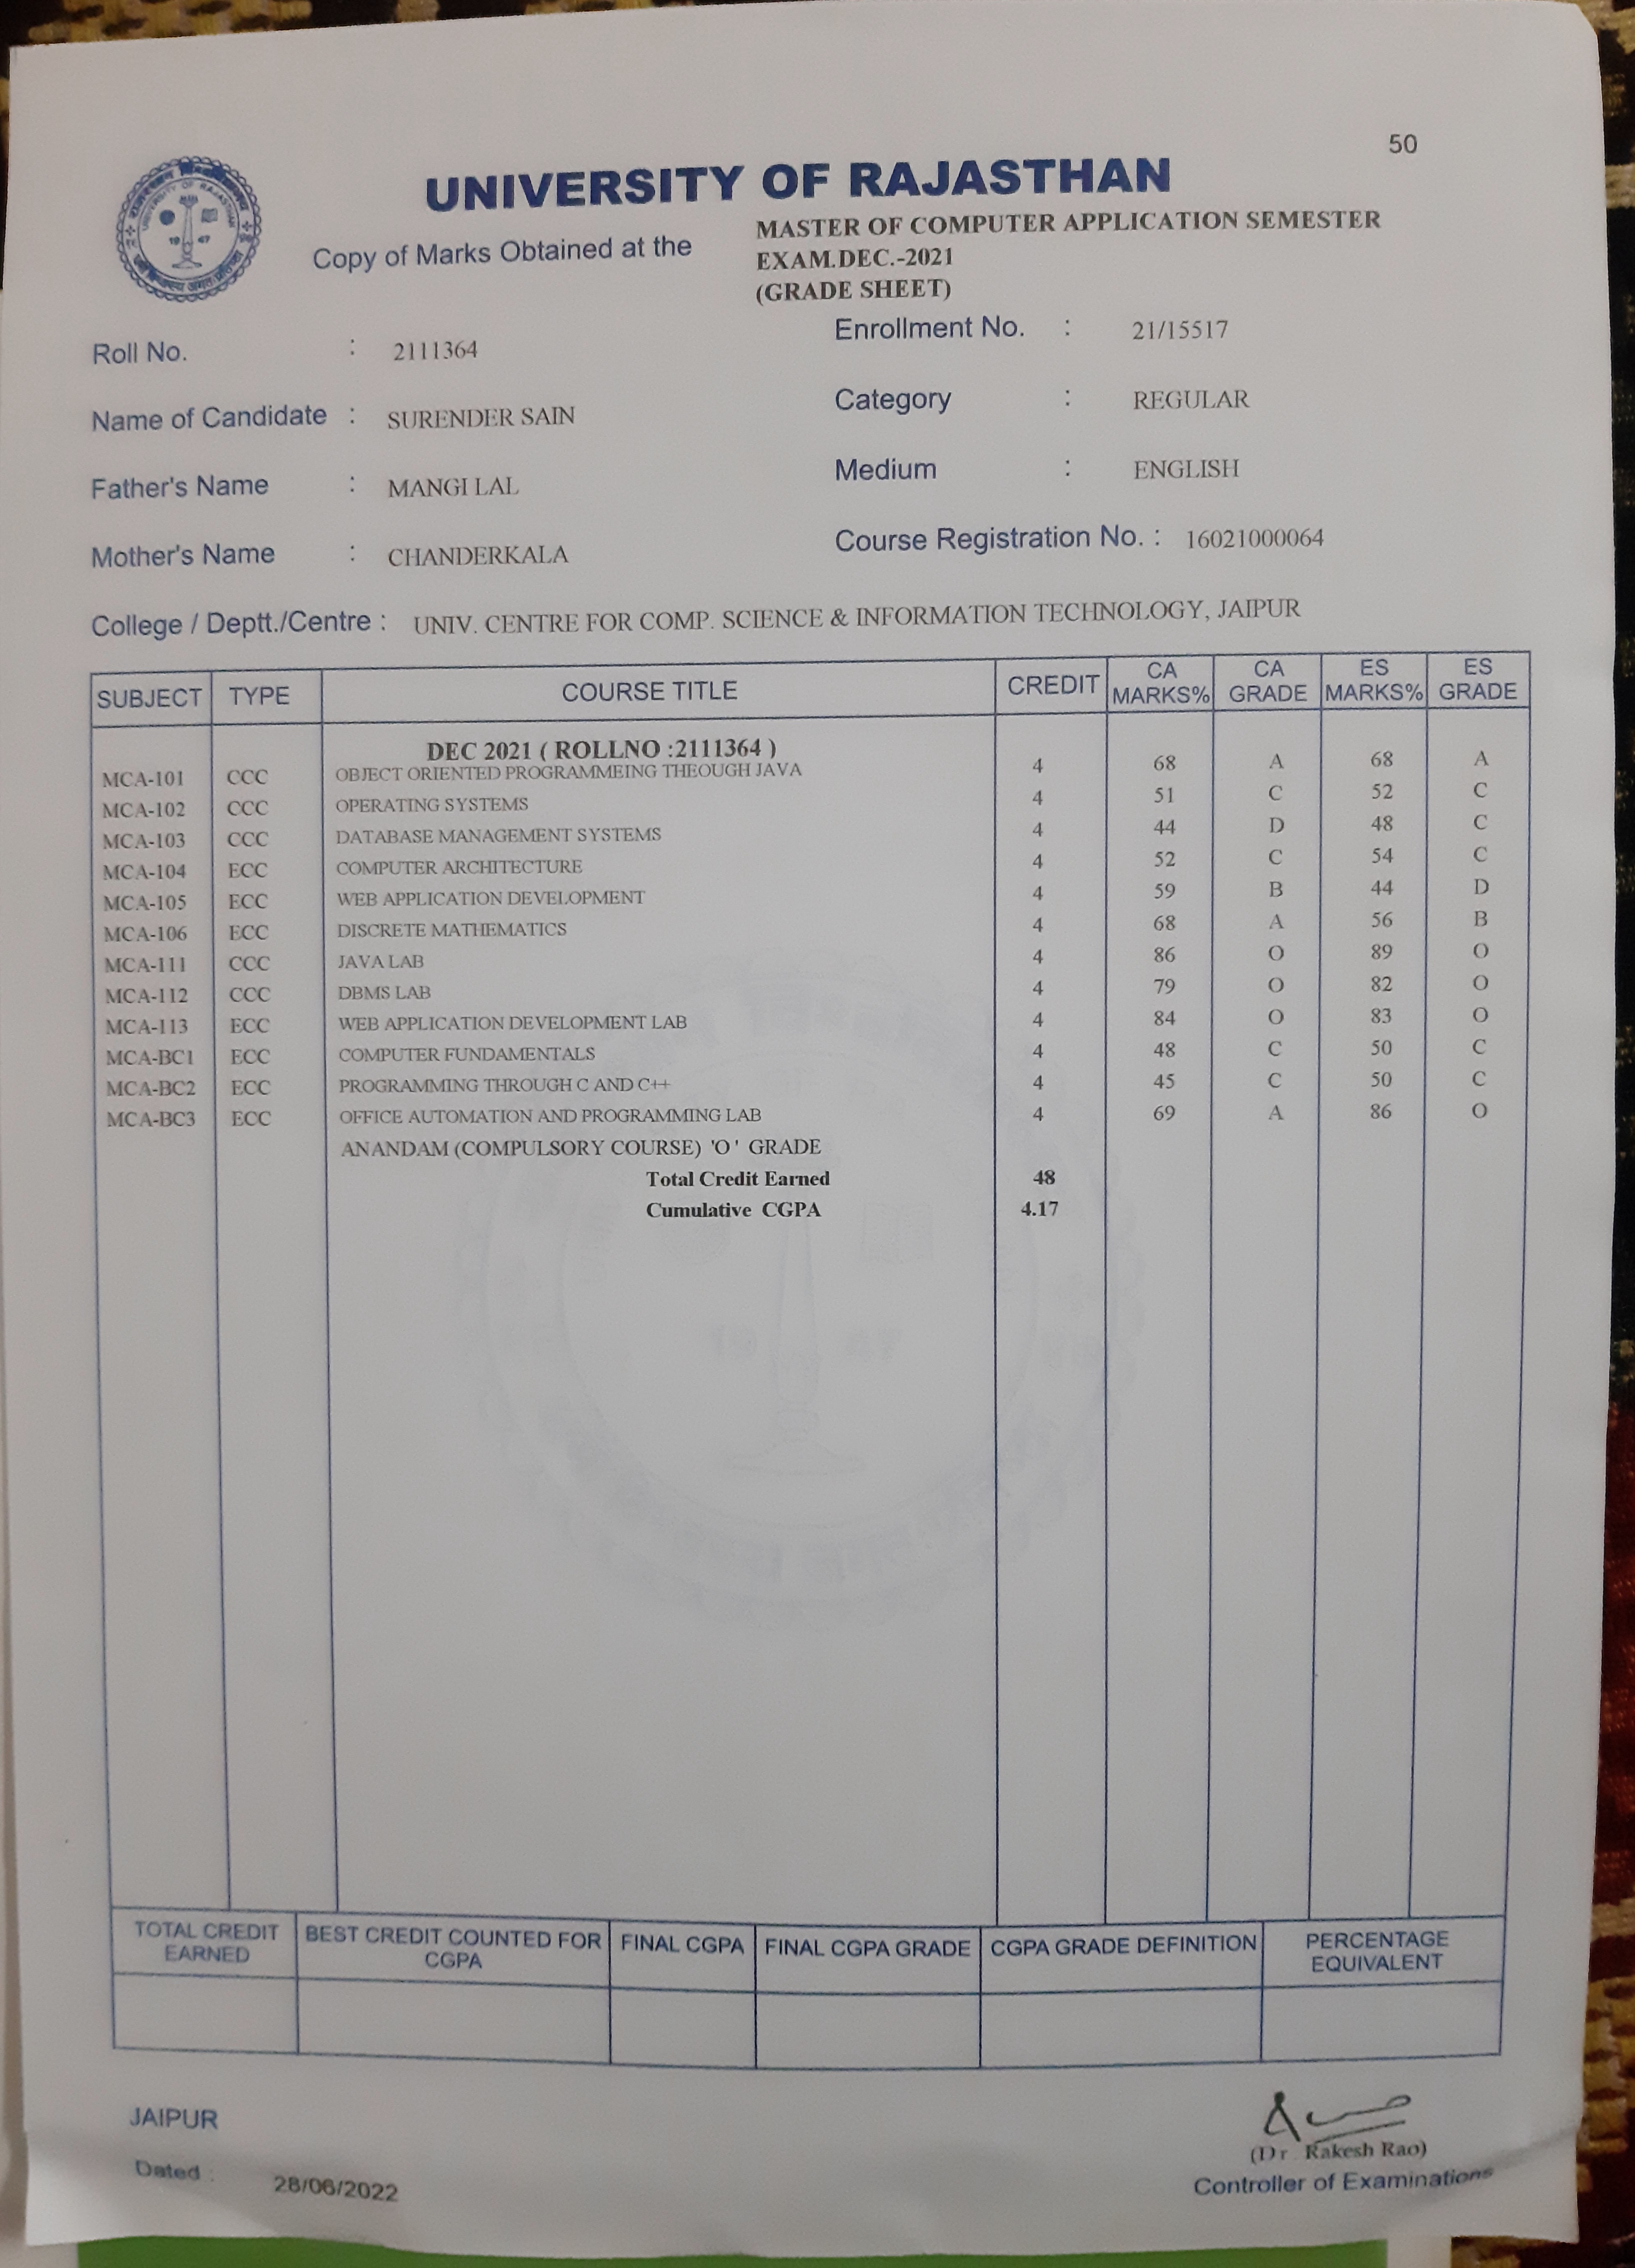 50
UNIVERSITY OF RAJASTHAN
Copy of Marks Obtained at the
MASTER OF COMPUTER APPLICATION SEMESTER
EXAM.DEC.-2021
(GRADE SHEET)
UNIVERSITY OF RAJASTHAN
1947
Roll No. : 2111364 Enrollment No. : 21/15517
Name of Candidate : SURENDER SAIN Category : REGULAR
Father's Name : MANGI LAL Medium : ENGLISH
Mother's Name : CHANDERKALA Course Registration No. : 16021000064
College / Deptt./Centre : UNIV. CENTRE FOR COMP. SCIENCE & INFORMATION TECHNOLOGY, JAIPUR
SUBJECT TYPE COURSE TITLE CREDIT CA MARKS% CA GRADE ES MARKS% ES GRADE
DEC 2021 ( ROLLNO :2111364 )
MCA-101 CCC OBJECT ORIENTED PROGRAMMEING THEOUGH JAVA 4 68 A 68 A
MCA-102 CCC OPERATING SYSTEMS 4 51 C 52 C
MCA-103 CCC DATABASE MANAGEMENT SYSTEMS 4 44 D 48 C
MCA-104 ECC COMPUTER ARCHITECTURE 4 52 C 54 C
MCA-105 ECC WEB APPLICATION DEVELOPMENT 4 59 B 44 D
MCA-106 ECC DISCRETE MATHEMATICS 4 68 A 56 B
MCA-111 CCC JAVA LAB 4 86 O 89 O
MCA-112 CCC DBMS LAB 4 79 O 82 O
MCA-113 ECC WEB APPLICATION DEVELOPMENT LAB 4 84 O 83 O
MCA-BC1 ECC COMPUTER FUNDAMENTALS 4 48 C 50 C
MCA-BC2 ECC PROGRAMMING THROUGH C AND C++ 4 45 C 50 C
MCA-BC3 ECC OFFICE AUTOMATION AND PROGRAMMING LAB 4 69 A 86 O
ANANDAM (COMPULSORY COURSE) 'O' GRADE
Total Credit Earned 48
Cumulative CGPA 4.17
TOTAL CREDIT EARNED BEST CREDIT COUNTED FOR CGPA FINAL CGPA FINAL CGPA GRADE CGPA GRADE DEFINITION PERCENTAGE EQUIVALENT
JAIPUR
(Dr Rakesh Rao)
Dated : 28/06/2022
Controller of Examinations